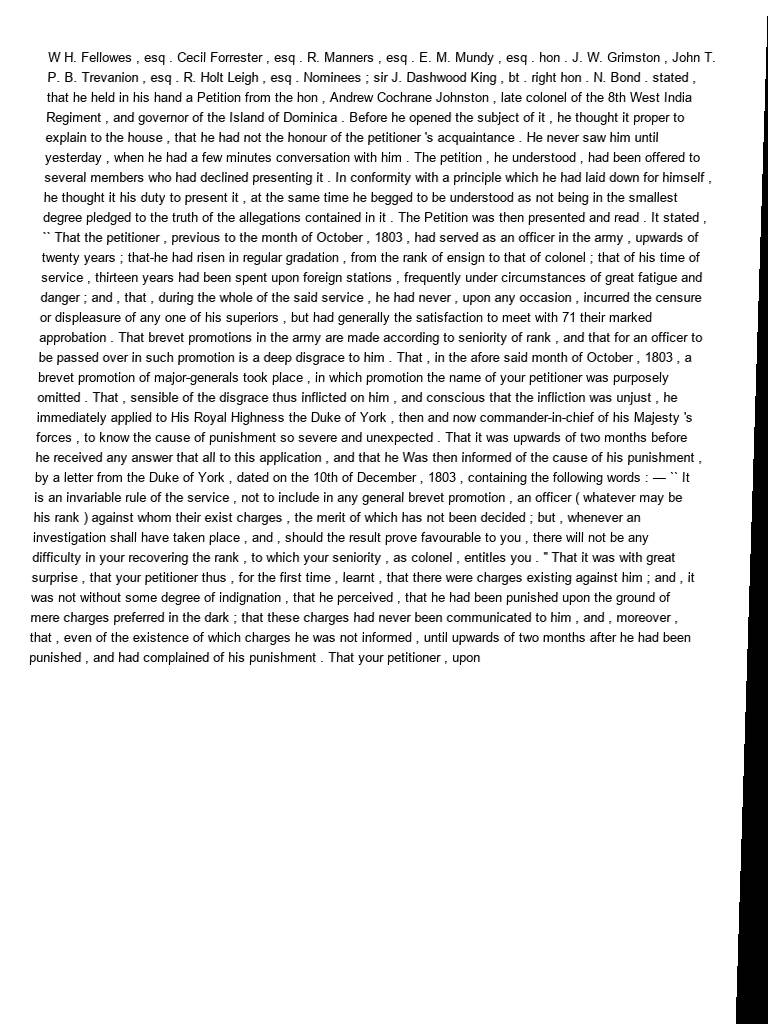 W H. Fellowes , esq . Cecil Forrester , esq . R. Manners , esq . E. M. Mundy , esq . hon . J. W. Grimston , John T.
P. B. Trevanion , esq . R. Holt Leigh , esq . Nominees ; sir J. Dashwood King , bt . right hon . N. Bond . stated ,
that he held in his hand a Petition from the hon , Andrew Cochrane Johnston , late colonel of the 8th West India
Regiment , and governor of the Island of Dominica . Before he opened the subject of it , he thought it proper to
explain to the house , that he had not the honour of the petitioner 's acquaintance . He never saw him until
yesterday , when he had a few minutes conversation with him . The petition , he understood , had been offered to
several members who had declined presenting it . In conformity with a principle which he had laid down for himself ,
he thought it his duty to present it , at the same time he begged to be understood as not being in the smallest
degree pledged to the truth of the allegations contained in it . The Petition was then presented and read . It stated ,
`` That the petitioner , previous to the month of October , 1803 , had served as an officer in the army , upwards of
twenty years ; that-he had risen in regular gradation , from the rank of ensign to that of colonel ; that of his time of
service , thirteen years had been spent upon foreign stations , frequently under circumstances of great fatigue and
danger ; and , that , during the whole of the said service , he had never , upon any occasion , incurred the censure
or displeasure of any one of his superiors , but had generally the satisfaction to meet with 71 their marked
approbation . That brevet promotions in the army are made according to seniority of rank , and that for an officer to
be passed over in such promotion is a deep disgrace to him . That , in the afore said month of October , 1803 , a
brevet promotion of major-generals took place , in which promotion the name of your petitioner was purposely
omitted . That , sensible of the disgrace thus inflicted on him , and conscious that the infliction was unjust , he
immediately applied to His Royal Highness the Duke of York , then and now commander-in-chief of his Majesty 's
forces , to know the cause of punishment so severe and unexpected . That it was upwards of two months before
he received any answer that all to this application , and that he Was then informed of the cause of his punishment ,
by a letter from the Duke of York , dated on the 10th of December , 1803 , containing the following words : — `` It
is an invariable rule of the service , not to include in any general brevet promotion , an officer ( whatever may be
his rank ) against whom their exist charges , the merit of which has not been decided ; but , whenever an
investigation shall have taken place , and , should the result prove favourable to you , there will not be any
difficulty in your recovering the rank , to which your seniority , as colonel , entitles you . " That it was with great
surprise , that your petitioner thus , for the first time , learnt , that there were charges existing against him ; and , it
was not without some degree of indignation , that he perceived , that he had been punished upon the ground of
mere charges preferred in the dark ; that these charges had never been communicated to him , and , moreover ,
that , even of the existence of which charges he was not informed , until upwards of two months after he had been
punished , and had complained of his punishment . That your petitioner , upon